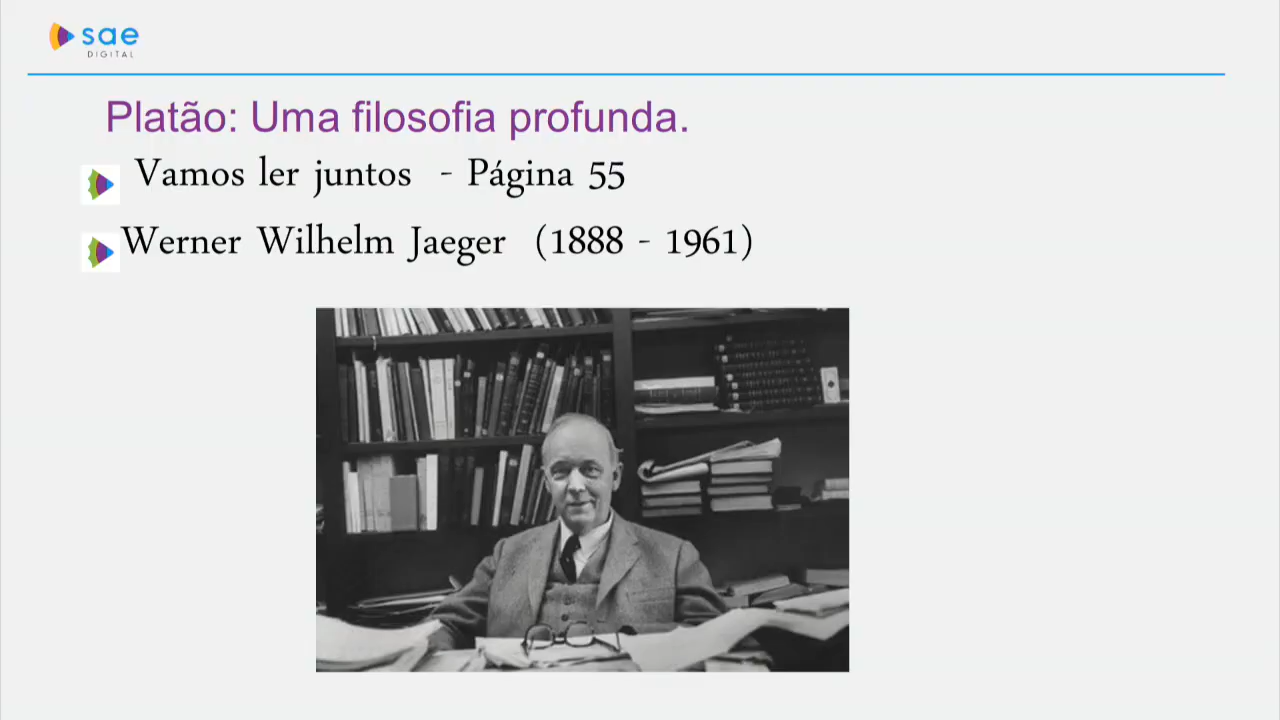 sae
DIGITAL
Platão: Uma filosofia profunda.
Vamos ler juntos - Página 55
Werner Wilhelm Jaeger (1888 - 1961)